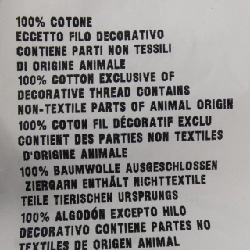 100% COTONE
ECCETTO FILO DECORATIVO
CONTIENE PARTI NON TESSILI
DI ORIGINE ANIMALE
100% COTTON EXCLUSIVE OF
DECORATIVE THREAD CONTAINS
NON-TEXTILE PARTS OF ANIMAL ORIGIN
100% COTON FIL DÉCORATIF EXCLU
CONTIENT DES PARTIES NON TEXTILES
D'ORIGINE ANIMALE
100% BAUMWOLLE AUSGESCHLOSSEN
ZIERGARN ENTHÄLT NICHTTEXTILE
TEILE TIERISCHEN URSPRUNGS
100% ALGODÓN EXCEPTO HILO
DECORATIVO CONTIENE PARTES NO
TEXTILES DE ORIGEN ANIMAL